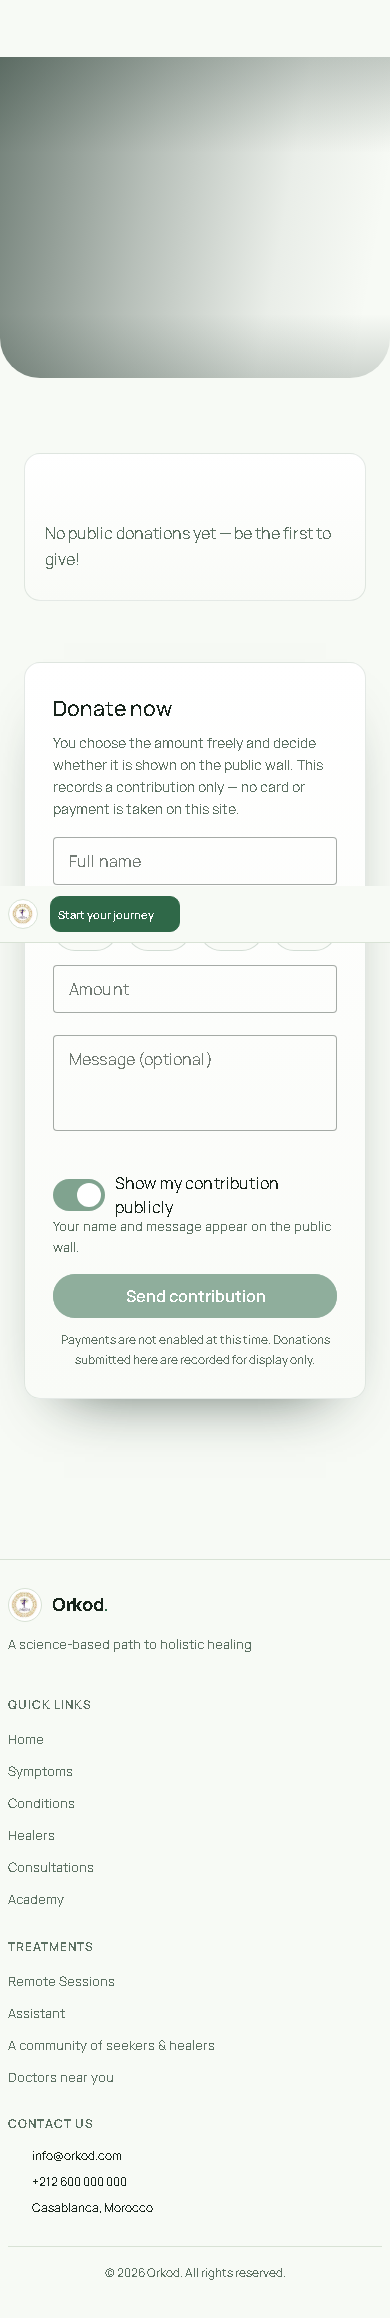 No public donations yet — be the first to
give!
Donate now
You choose the amount freely and decide
whether it is shown on the public wall. This
records a contribution only — no card or
payment is taken on this site.
Full name
Start your journey
Amount
Message (optional)
Show my contribution
publicly
Your name and message appear on the public
wall.
Send contribution
Payments are not enabled at this time. Donations
submitted here are recorded for display only.
Orkod.
A science-based path to holistic healing
QUICK LINKS
Home
Symptoms
Conditions
Healers
Consultations
Academy
TREATMENTS
Remote Sessions
Assistant
A community of seekers & healers
Doctors near you
CONTACT US
info@orkod.com
+212 600 000 000
Casablanca, Morocco
© 2026 Orkod. All rights reserved.